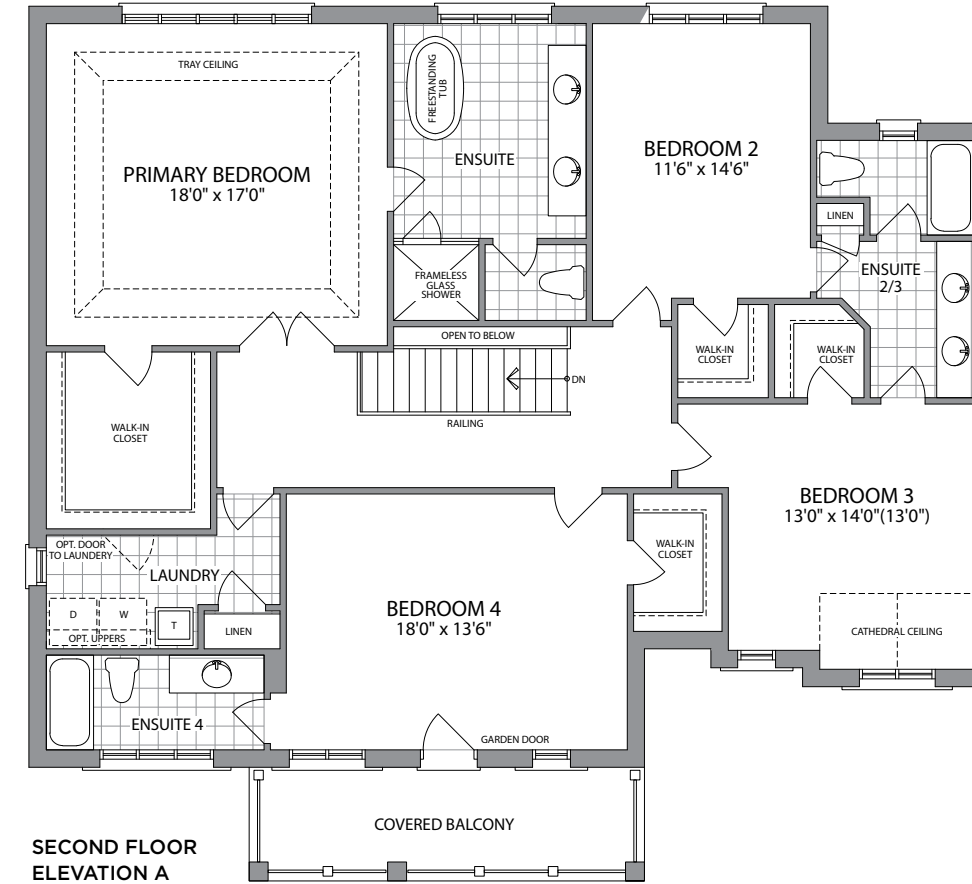 TRAY CEILING
PRIMARY BEDROOM
18'0" x 17'0"
FREESTANDING
TUB
ENSUITE
FRAMELESS
GLASS
SHOWER
BEDROOM 2
11'6" x 14'6"
LINEN
ENSUITE
2/3
OPEN TO BELOW
DN
RAILING
WALK-IN
CLOSET
WALK-IN
CLOSET
WALK-IN
CLOSET
BEDROOM 3
13'0" x 14'0"(13'0")
CATHEDRAL CEILING
OPT. DOOR
TO LAUNDERY
LAUNDRY
D
W
T
OPT. UPPERS
LINEN
BEDROOM 4
18'0" x 13'6"
WALK-IN
CLOSET
ENSUITE 4
GARDEN DOOR
COVERED BALCONY
SECOND FLOOR
ELEVATION A